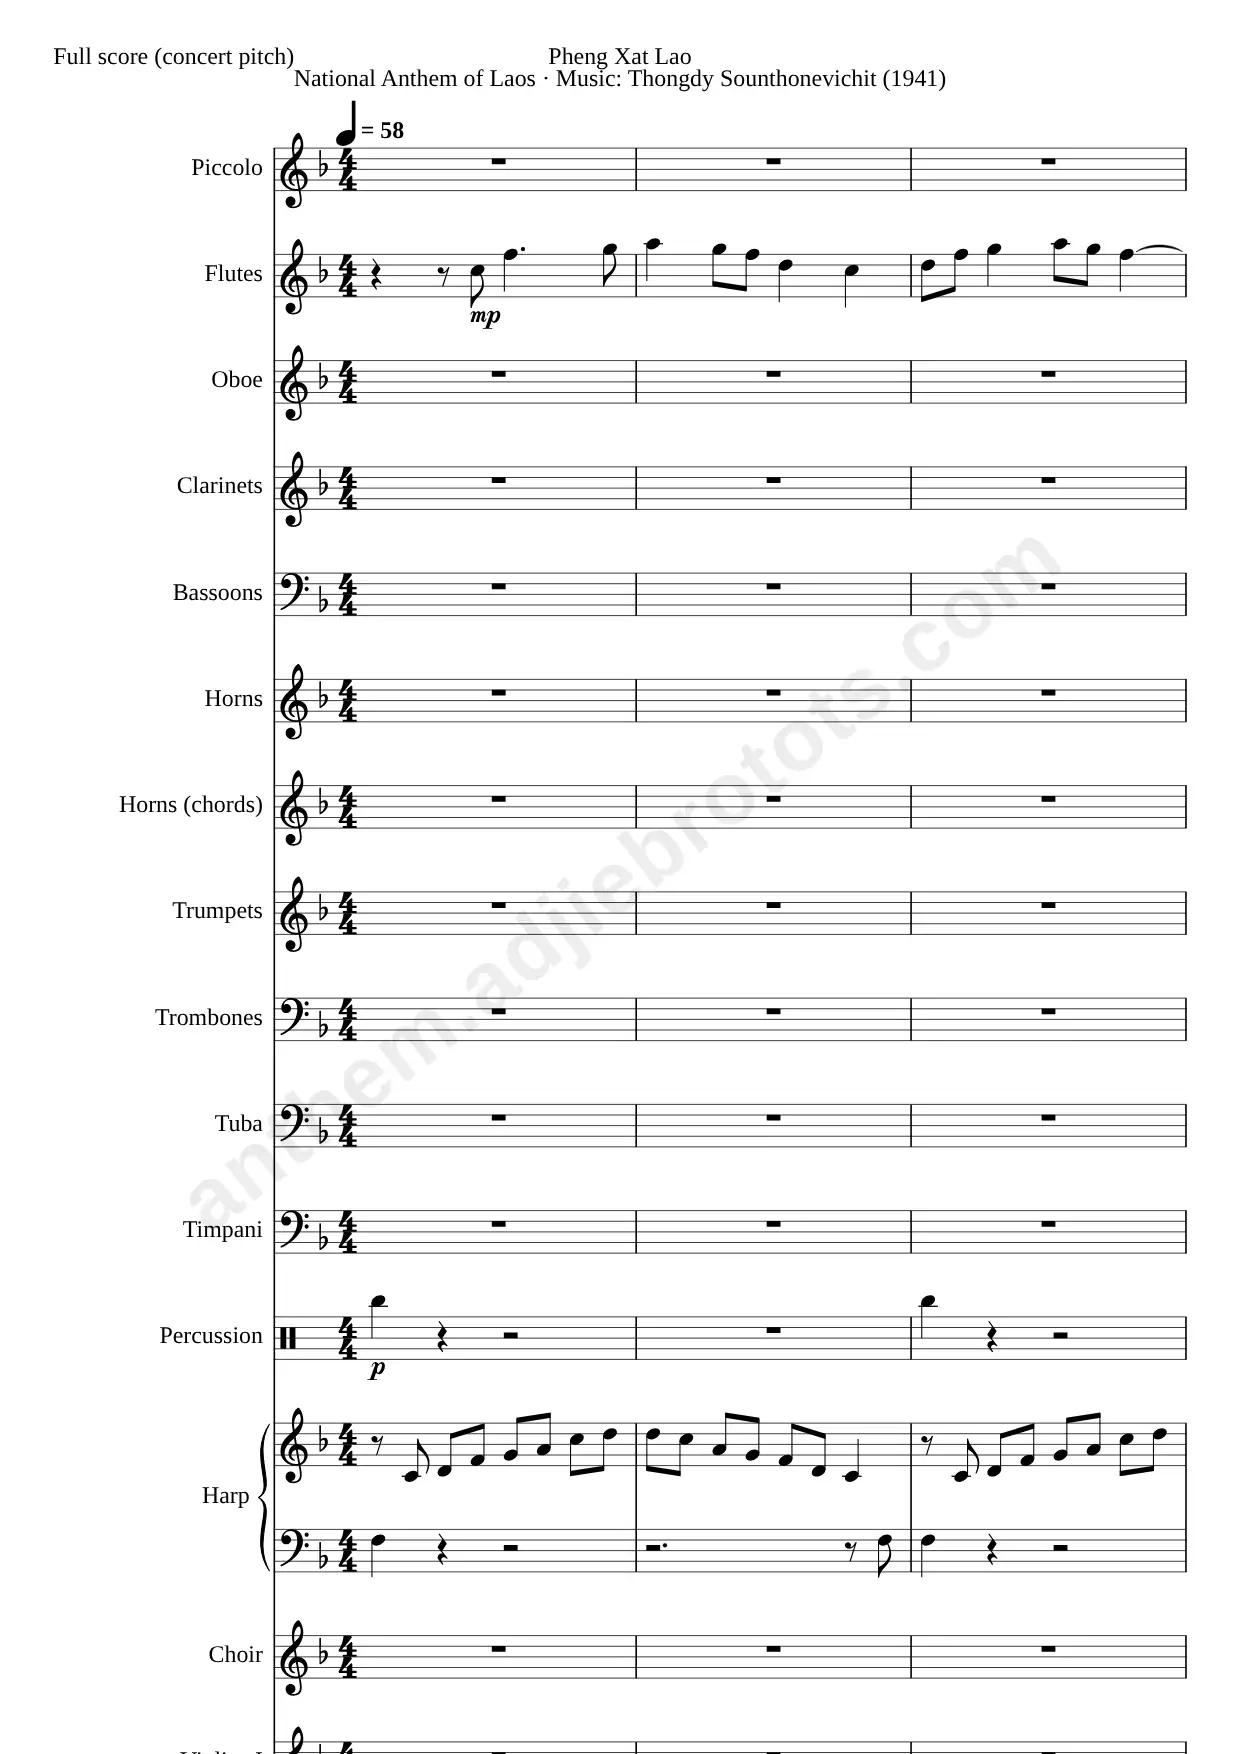 Full score (concert pitch)
Pheng Xat Lao
National Anthem of Laos · Music: Thongdy Sounthonevichit (1941)
= 58
Piccolo
Flutes
mp
Oboe
Clarinets
Bassoons
Horns
Horns (chords)
Trumpets
Trombones
Tuba
Timpani
Percussion
p
Harp
Choir
anthem.adjiebrotots.com